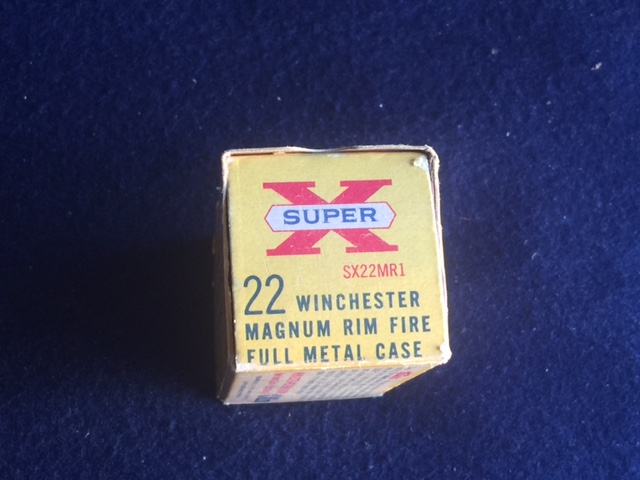 X
SUPER
SX22MR1
22 WINCHESTER
MAGNUM RIM FIRE
FULL METAL CASE